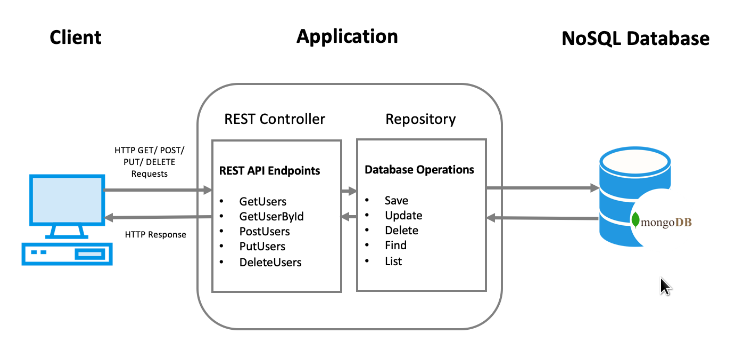 Client
Application
NoSQL Database
REST Controller
Repository
HTTP GET/ POST/
PUT/ DELETE
Requests
HTTP Response
REST API Endpoints
• GetUsers
• GetUserById
• PostUsers
• PutUsers
• DeleteUsers
Database Operations
• Save
• Update
• Delete
• Find
• List
mongoDB